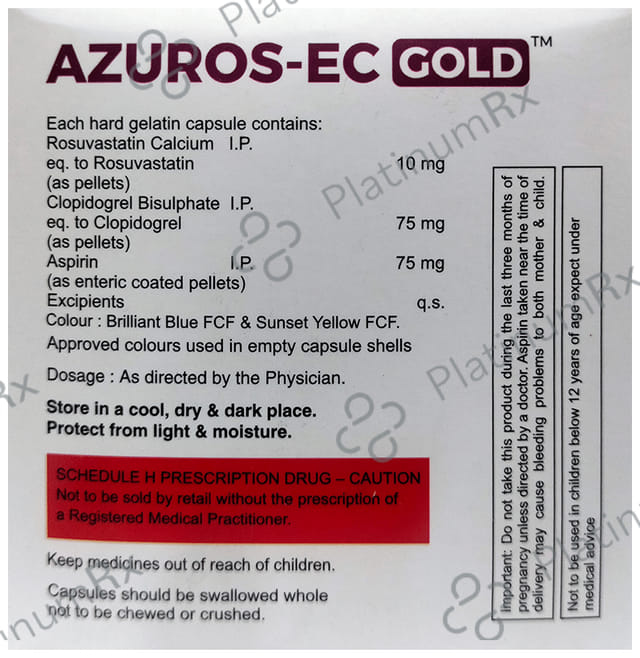 AZUROS-EC GOLD™
Each hard gelatin capsule contains:
Rosuvastatin Calcium I.P.
eq. to Rosuvastatin 10 mg
(as pellets)
Clopidogrel Bisulphate I.P.
eq. to Clopidogrel 75 mg
(as pellets)
Aspirin I.P. 75 mg
(as enteric coated pellets)
Excipients q.s.
Colour : Brilliant Blue FCF & Sunset Yellow FCF.
Approved colours used in empty capsule shells
Dosage : As directed by the Physician.
Store in a cool, dry & dark place.
Protect from light & moisture.
SCHEDULE H PRESCRIPTION DRUG – CAUTION
Not to be sold by retail without the prescription of
a Registered Medical Practitioner.
Keep medicines out of reach of children.
Capsules should be swallowed whole
not to be chewed or crushed.
Important: Do not take this product during the last three months of
pregnancy unless directed by a doctor. Aspirin taken near the time of
delivery may cause bleeding problems to both mother & child.
Not to be used in children below 12 years of age expect under
medical advice
PlatinumRx
PlatinumRx
PlatinumRx
PlatinumRx